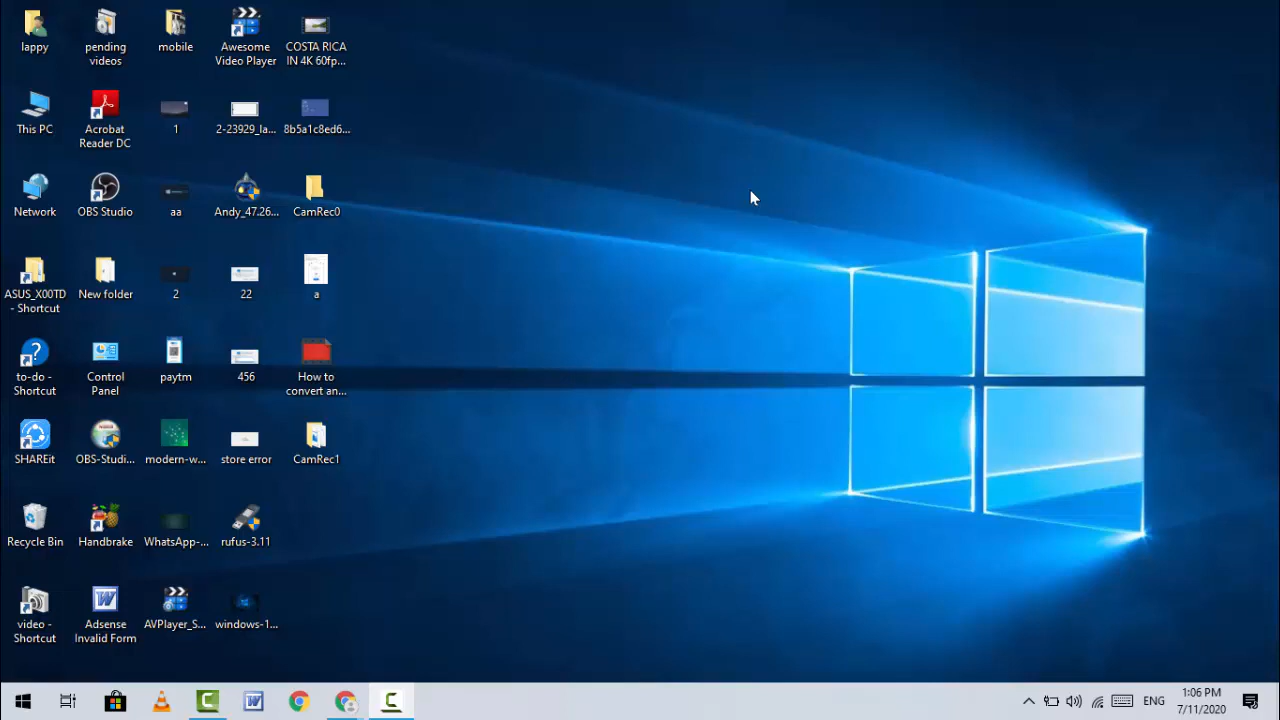 lappy
pending
videos
mobile
Awesome
Video Player
COSTA RICA
IN 4K 60fp...
This PC
Acrobat
Reader DC
1
2-23929_la...
8b5a1c8ed6...
Network
OBS Studio
aa
Andy_47.26...
CamRec0
ASUS_X00TD
- Shortcut
New folder
2
22
a
to-do -
Shortcut
Control
Panel
paytm
456
How to
convert an...
SHAREit
OBS-Studi...
modern-w...
store error
CamRec1
Recycle Bin
Handbrake
WhatsApp-...
rufus-3.11
video -
Shortcut
Adsense
Invalid Form
AVPlayer_S...
windows-1...
ENG
1:06 PM
7/11/2020